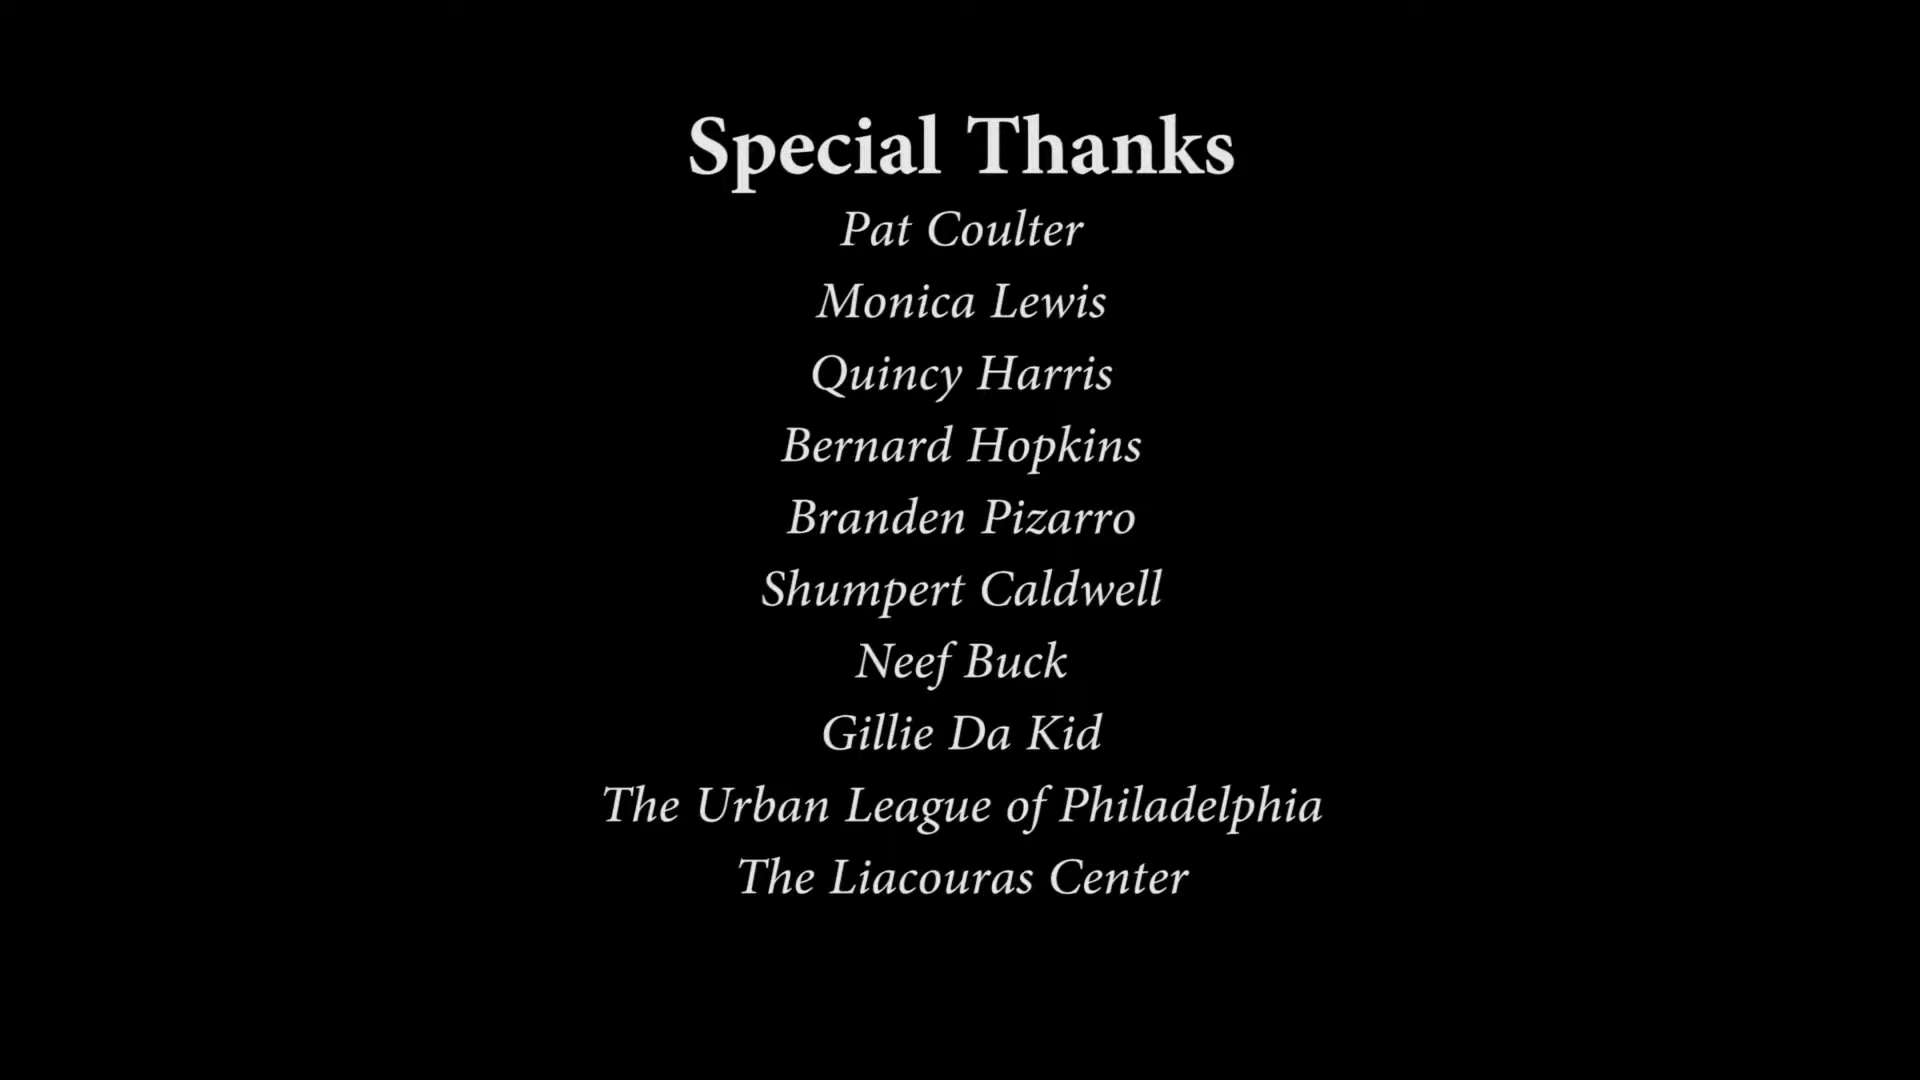 Special Thanks
Pat Coulter
Monica Lewis
Quincy Harris
Bernard Hopkins
Branden Pizarro
Shumpert Caldwell
Neef Buck
Gillie Da Kid
The Urban League of Philadelphia
The Liacouras Center